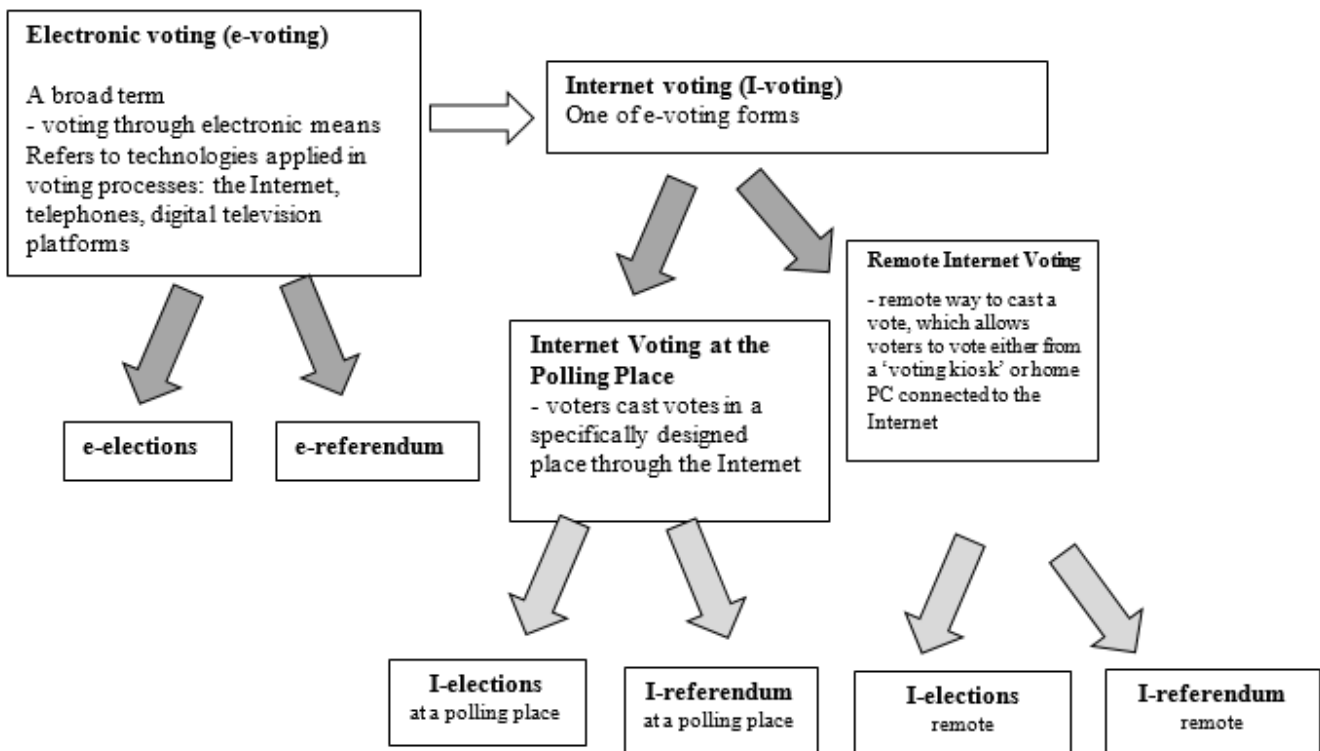 Electronic voting (e-voting)
A broad term
- voting through electronic means
Refers to technologies applied in
voting processes: the Internet,
telephones, digital television
platforms
Internet voting (I-voting)
One of e-voting forms
e-elections
e-referendum
Internet Voting at the
Polling Place
- voters cast votes in a
specifically designed
place through the Internet
Remote Internet Voting
- remote way to cast a
vote, which allows
voters to vote either from
a ‘voting kiosk’ or home
PC connected to the
Internet
I-elections
at a polling place
I-referendum
at a polling place
I-elections
remote
I-referendum
remote